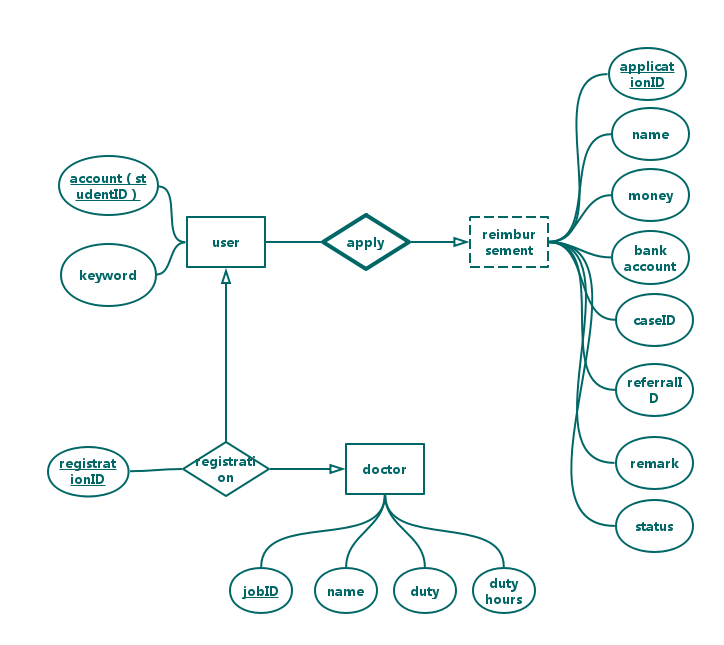 applicat
ionID
name
money
bank
account
caseID
referralI
D
remark
status
account ( st
udentID )
keyword
user
apply
reimbur
sement
registrat
ionID
registrati
on
doctor
jobID
name
duty
duty
hours